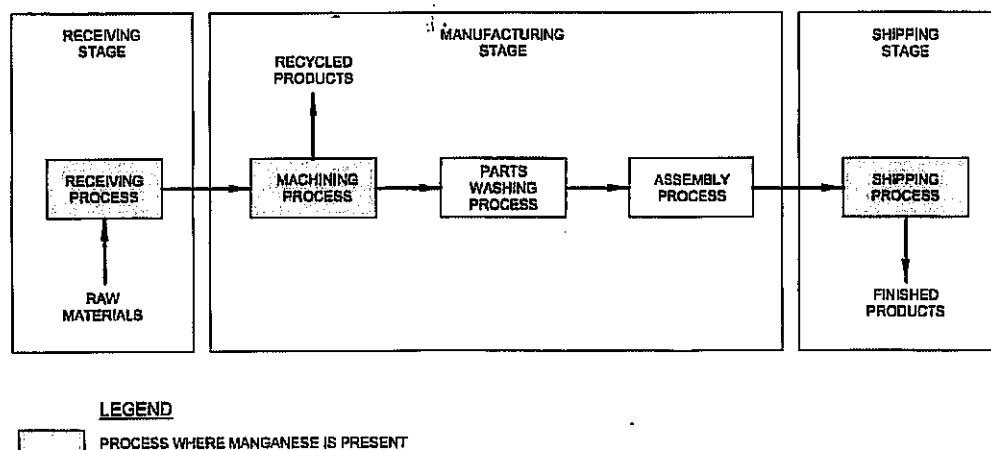 RECEIVING
STAGE
MANUFACTURING
STAGE
SHIPPING
STAGE
RECYCLED
PRODUCTS
RECEIVING
PROCESS
MACHINING
PROCESS
PARTS
WASHING
PROCESS
ASSEMBLY
PROCESS
SHIPPING
PROCESS
RAW
MATERIALS
FINISHED
PRODUCTS
LEGEND
PROCESS WHERE MANGANESE IS PRESENT